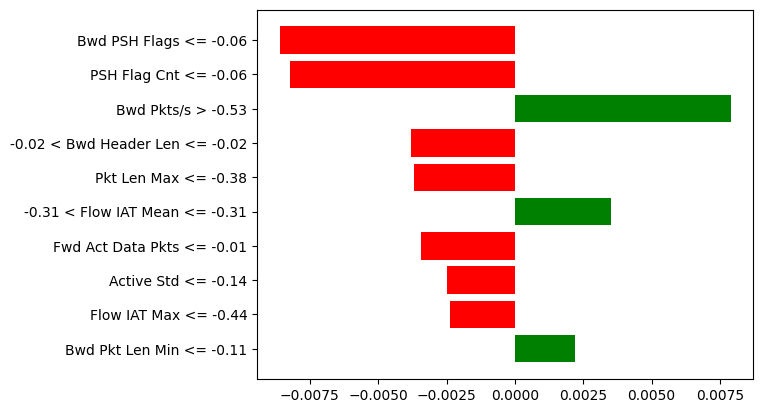 Bwd PSH Flags <= -0.06
PSH Flag Cnt <= -0.06
Bwd Pkts/s > -0.53
-0.02 < Bwd Header Len <= -0.02
Pkt Len Max <= -0.38
-0.31 < Flow IAT Mean <= -0.31
Fwd Act Data Pkts <= -0.01
Active Std <= -0.14
Flow IAT Max <= -0.44
Bwd Pkt Len Min <= -0.11
−0.0075 −0.0050 −0.0025 0.0000 0.0025 0.0050 0.0075